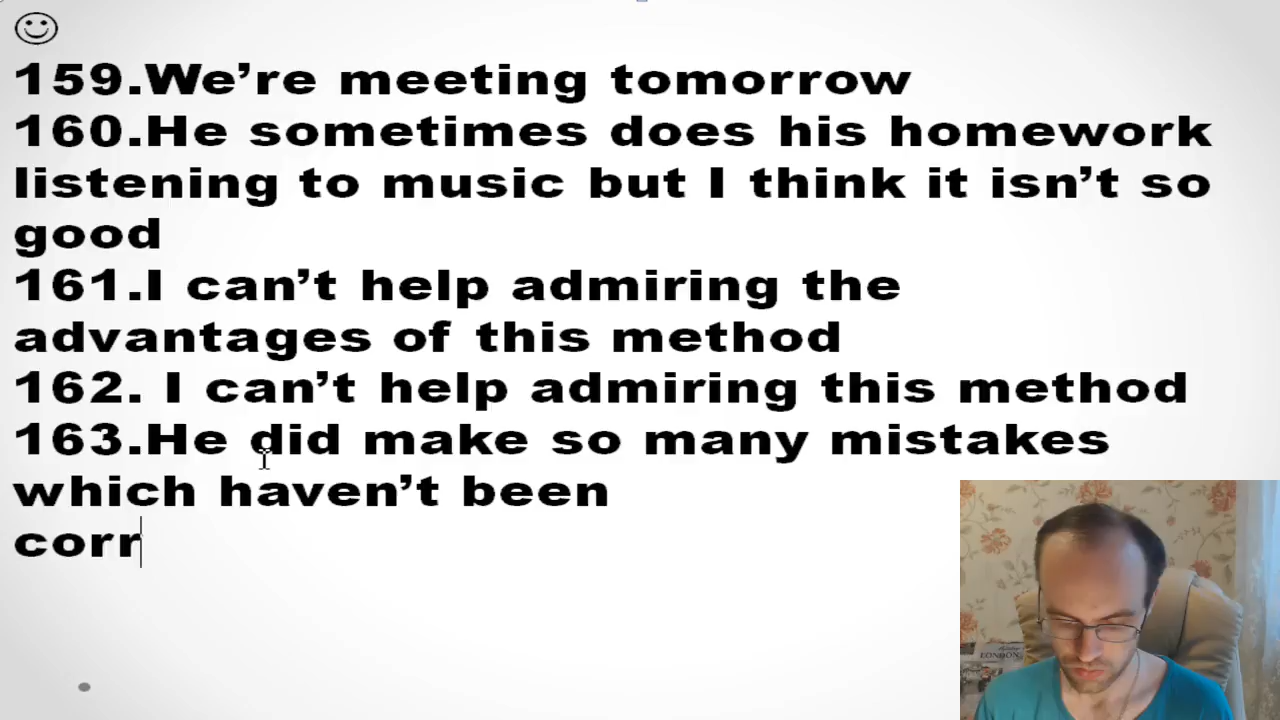 159.We’re meeting tomorrow
160.He sometimes does his homework
listening to music but I think it isn’t so
good
161.I can’t help admiring the
advantages of this method
162. I can’t help admiring this method
163.He did make so many mistakes
which haven’t been
corr
LONDON